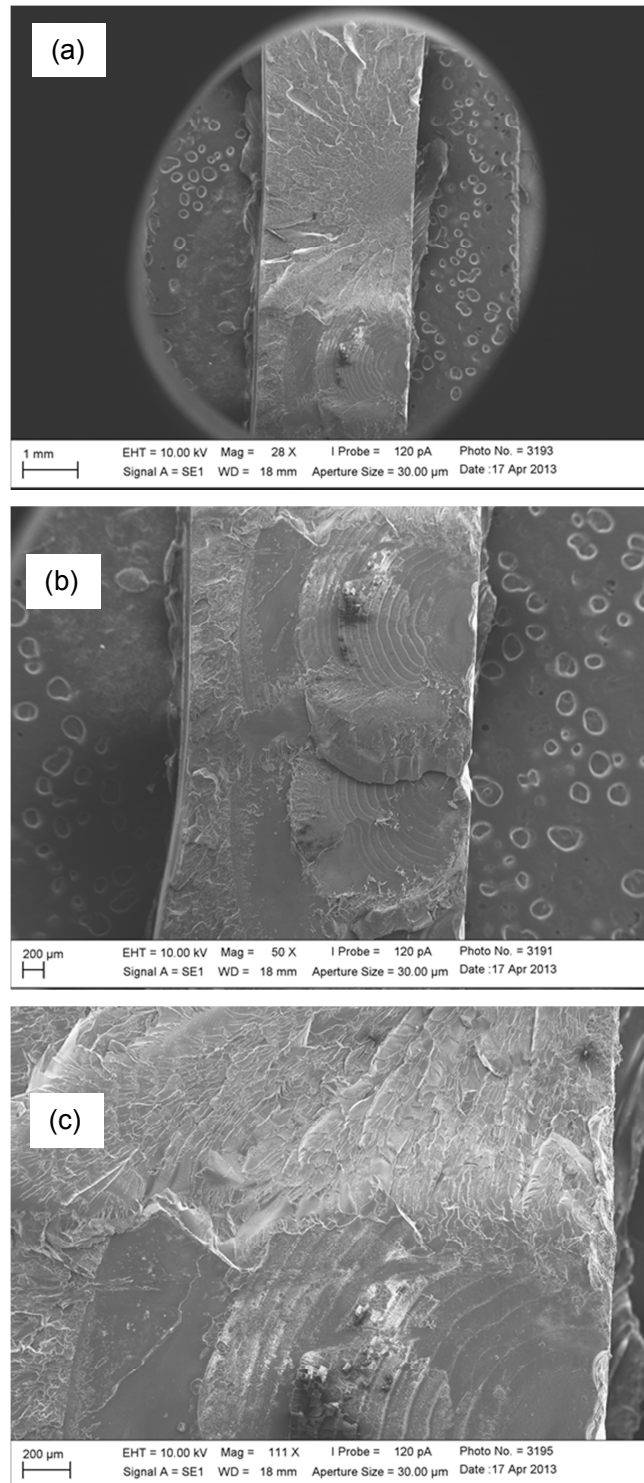 (a)
1 mm EHT = 10.00 kV Mag = 28 X I Probe = 120 pA Photo No. = 3193
Signal A = SE1 WD = 18 mm Aperture Size = 30.00 µm Date :17 Apr 2013
(b)
200 µm EHT = 10.00 kV Mag = 50 X I Probe = 120 pA Photo No. = 3191
Signal A = SE1 WD = 18 mm Aperture Size = 30.00 µm Date :17 Apr 2013
(c)
200 µm EHT = 10.00 kV Mag = 111 X I Probe = 120 pA Photo No. = 3195
Signal A = SE1 WD = 18 mm Aperture Size = 30.00 µm Date :17 Apr 2013